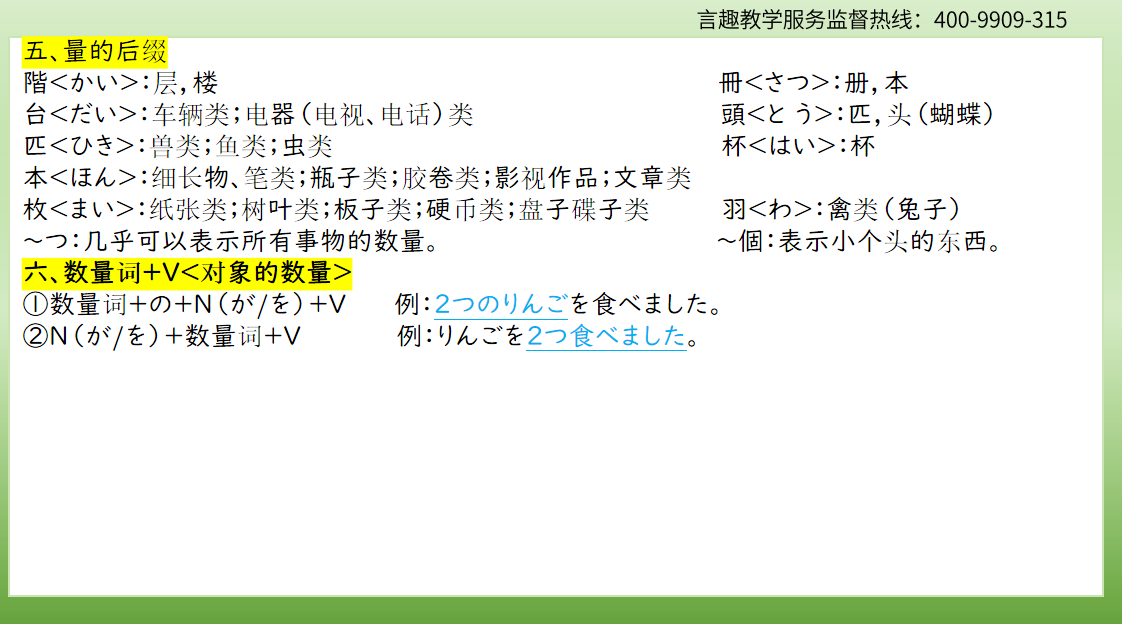 言趣教学服务监督热线：400-9909-315
五、量的后缀
階<かい>：层，楼 冊<さつ>：册，本
台<だい>：车辆类；电器（电视、电话）类 頭<とう>：匹，头（蝴蝶）
匹<ひき>：兽类；鱼类；虫类 杯<はい>：杯
本<ほん>：细长物、笔类；瓶子类；胶卷类；影视作品；文章类
枚<まい>：纸张类；树叶类；板子类；硬币类；盘子碟子类 羽<わ>：禽类（兔子）
～つ：几乎可以表示所有事物的数量。 ～個：表示小个头的东西。
六、数量词+V<对象的数量>
①数量词+の+N（が/を）+V 例：2つのりんごを食べました。
②N（が/を）+数量词+V 例：りんごを2つ食べました。